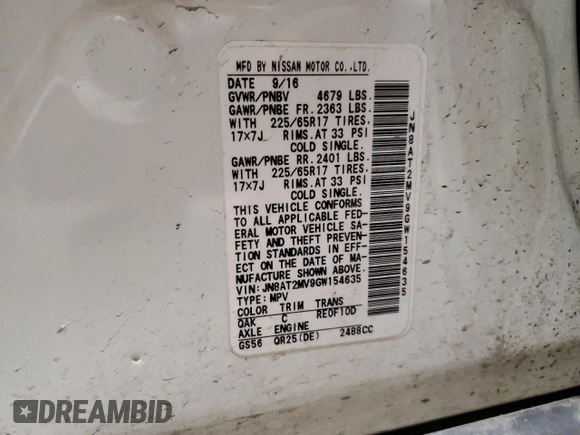 MFD BY NISSAN MOTOR CO.,LTD.
DATE 9/16
GVWR/PNBV 4679 LBS.
GAWR/PNBE FR. 2363 LBS.
WITH 225/65R17 TIRES,
17×7J RIMS, AT 33 PSI
COLD SINGLE.
GAWR/PNBE RR. 2401 LBS.
WITH 225/65R17 TIRES,
17×7J RIMS, AT 33 PSI
COLD SINGLE.
THIS VEHICLE CONFORMS
TO ALL APPLICABLE FED-
ERAL MOTOR VEHICLE SA-
FETY AND THEFT PREVEN-
TION STANDARDS IN EFF-
ECT ON THE DATE OF MA-
NUFACTURE SHOWN ABOVE.
VIN: JN8AT2MV9GW154635
TYPE: MPV
COLOR TRIM TRANS
QAK C RE0F10D
AXLE ENGINE
GS56 QR25(DE) 2488CC
JN8AT2MV9GW154635
DREAMBID